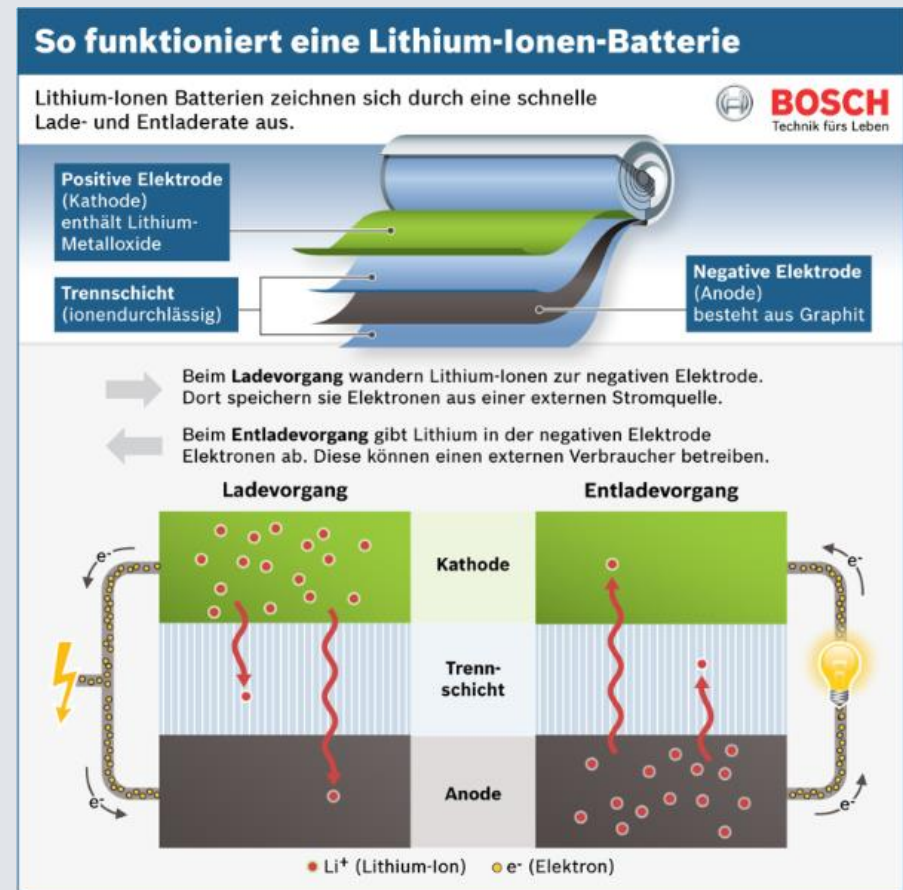 So funktioniert eine Lithium-Ionen-Batterie
Lithium-Ionen Batterien zeichnen sich durch eine schnelle
Lade- und Entladerate aus.
BOSCH
Technik fürs Leben
Positive Elektrode
(Kathode)
enthält Lithium-
Metalloxide
Trennschicht
(ionendurchlässig)
Negative Elektrode
(Anode)
besteht aus Graphit
Beim Ladevorgang wandern Lithium-Ionen zur negativen Elektrode.
Dort speichern sie Elektronen aus einer externen Stromquelle.
Beim Entladevorgang gibt Lithium in der negativen Elektrode
Elektronen ab. Diese können einen externen Verbraucher betreiben.
Ladevorgang
Entladevorgang
e-
Kathode
e-
Trenn-
schicht
e-
Anode
e-
Li+ (Lithium-Ion)
e- (Elektron)